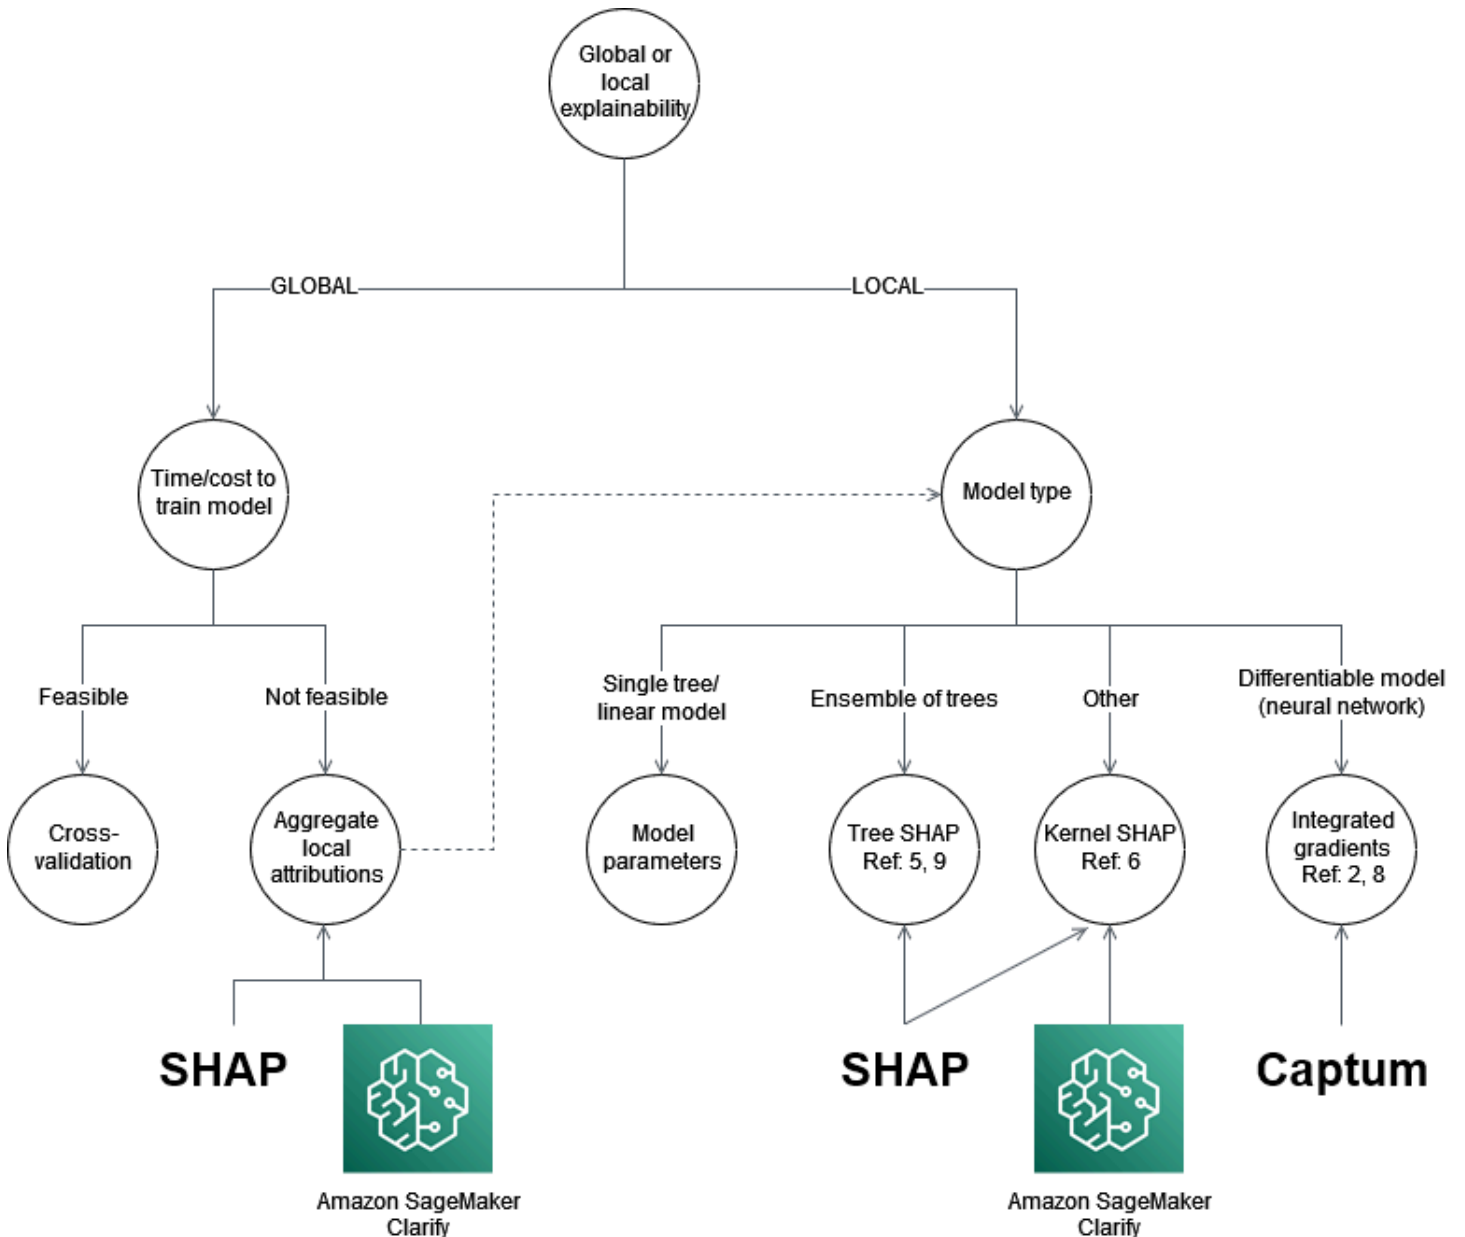 Global or
local
explainability
GLOBAL
LOCAL
Time/cost to
train model
Model type
Feasible
Not feasible
Single tree/
linear model
Ensemble of trees
Other
Differentiable model
(neural network)
Cross-
validation
Aggregate
local
attributions
Model
parameters
Tree SHAP
Ref: 5, 9
Kernel SHAP
Ref: 6
Integrated
gradients
Ref: 2, 8
SHAP
Amazon SageMaker
Clarify
SHAP
Amazon SageMaker
Clarify
Captum